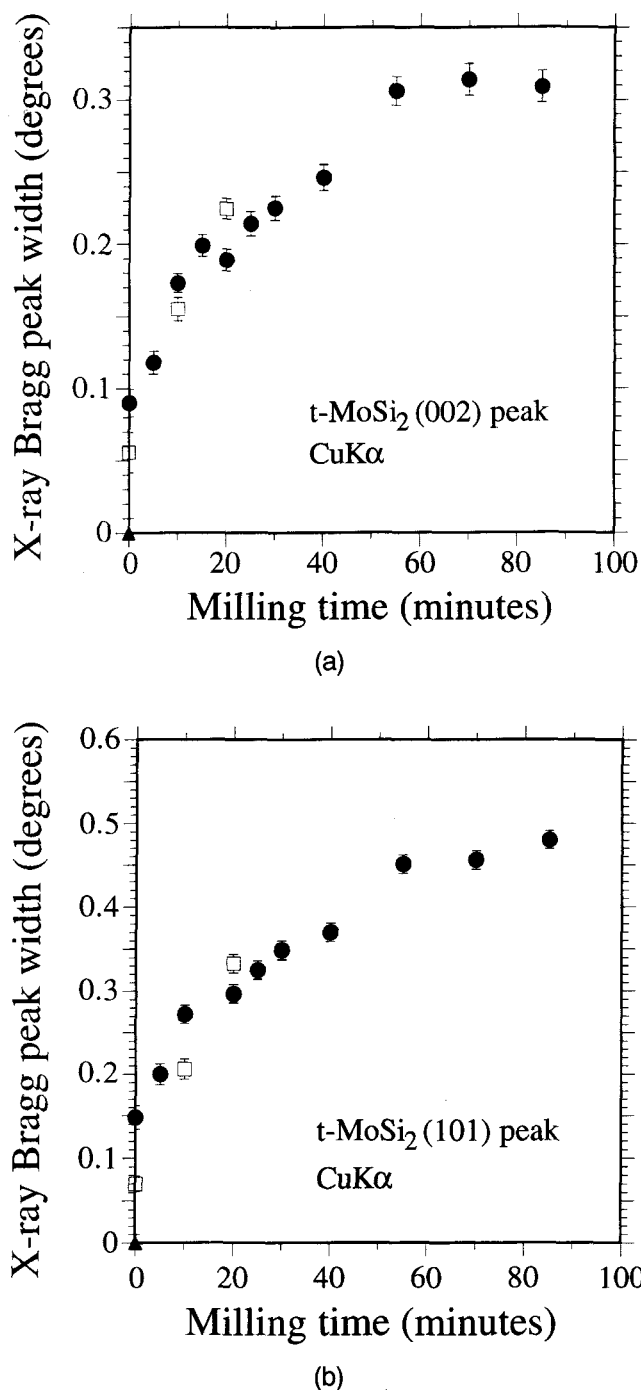 X-ray Bragg peak width (degrees)
0.3
0.2
0.1
0
t-MoSi₂ (002) peak
CuKα
0 20 40 60 80 100
Milling time (minutes)
(a)
X-ray Bragg peak width (degrees)
0.6
0.5
0.4
0.3
0.2
0.1
0
t-MoSi₂ (101) peak
CuKα
0 20 40 60 80 100
Milling time (minutes)
(b)